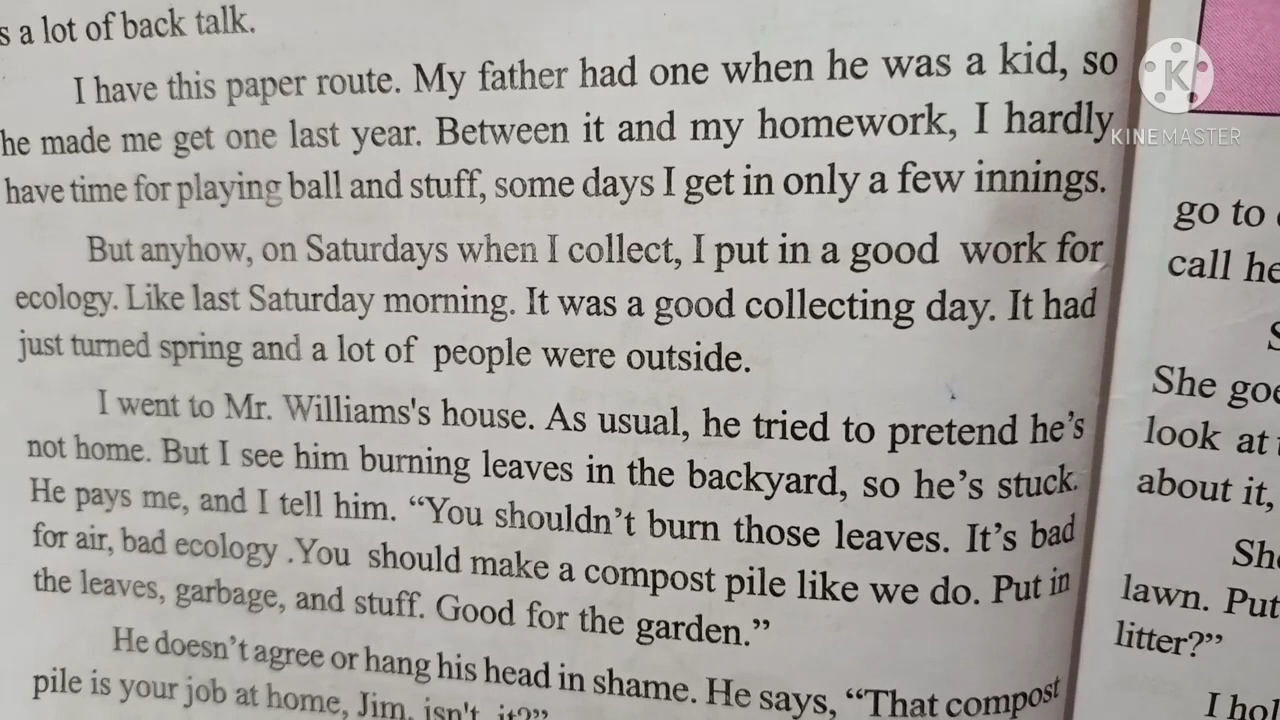 s a lot of back talk.
I have this paper route. My father had one when he was a kid, so
he made me get one last year. Between it and my homework, I hardly
have time for playing ball and stuff, some days I get in only a few innings.
But anyhow, on Saturdays when I collect, I put in a good work for
ecology. Like last Saturday morning. It was a good collecting day. It had
just turned spring and a lot of people were outside.
I went to Mr. Williams's house. As usual, he tried to pretend he's
not home. But I see him burning leaves in the backyard, so he's stuck.
He pays me, and I tell him. “You shouldn't burn those leaves. It's bad
for air, bad ecology .You should make a compost pile like we do. Put in
the leaves, garbage, and stuff. Good for the garden.”
He doesn't agree or hang his head in shame. He says, “That compost
pile is your job at home, Jim, isn't it?”
K
KINEMASTER
go to
call he
S
She goe
look at
about it,
She
lawn. Put
litter?”
I hol